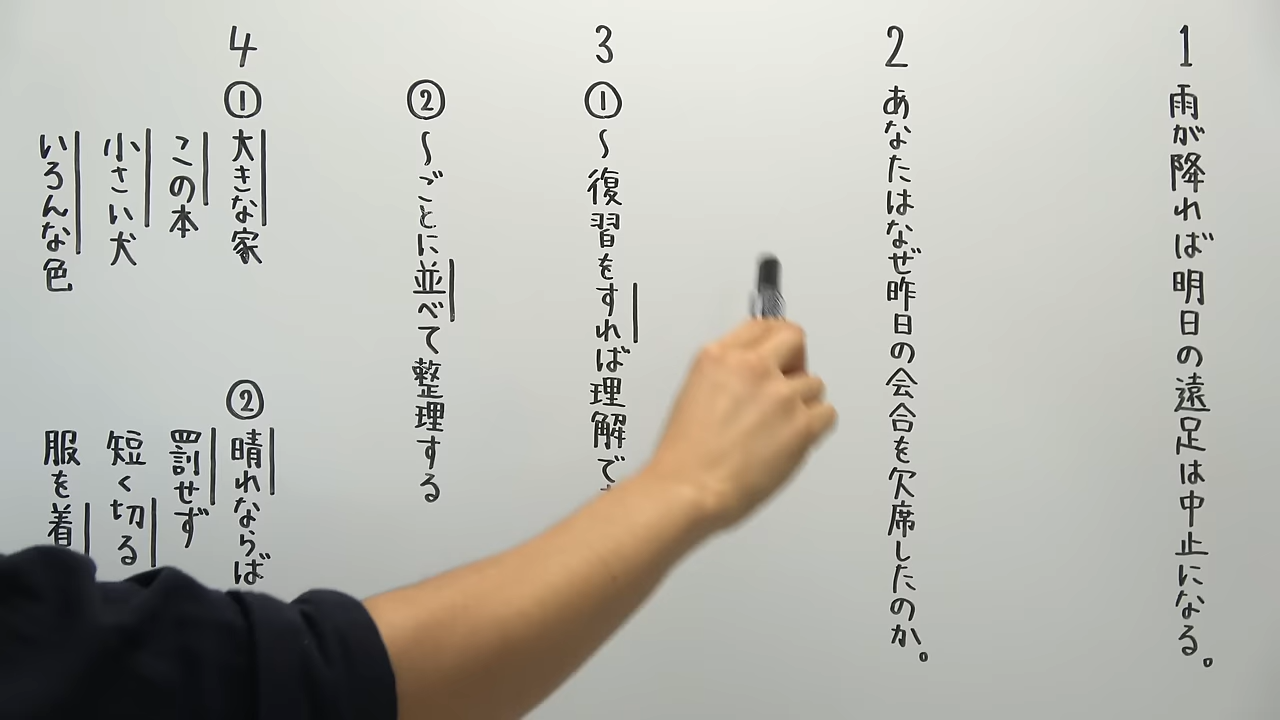 1 雨が降れば明日の遠足は中止になる。
2 あなたはなぜ昨日の会合を欠席したのか。
3 ① 〜復習をすれば理解で
② 〜ごとに並べて整理する
4 ① 大きな家
この本
小さい犬
いろんな色
② 晴れならば
罰せず
短く切る
服を着